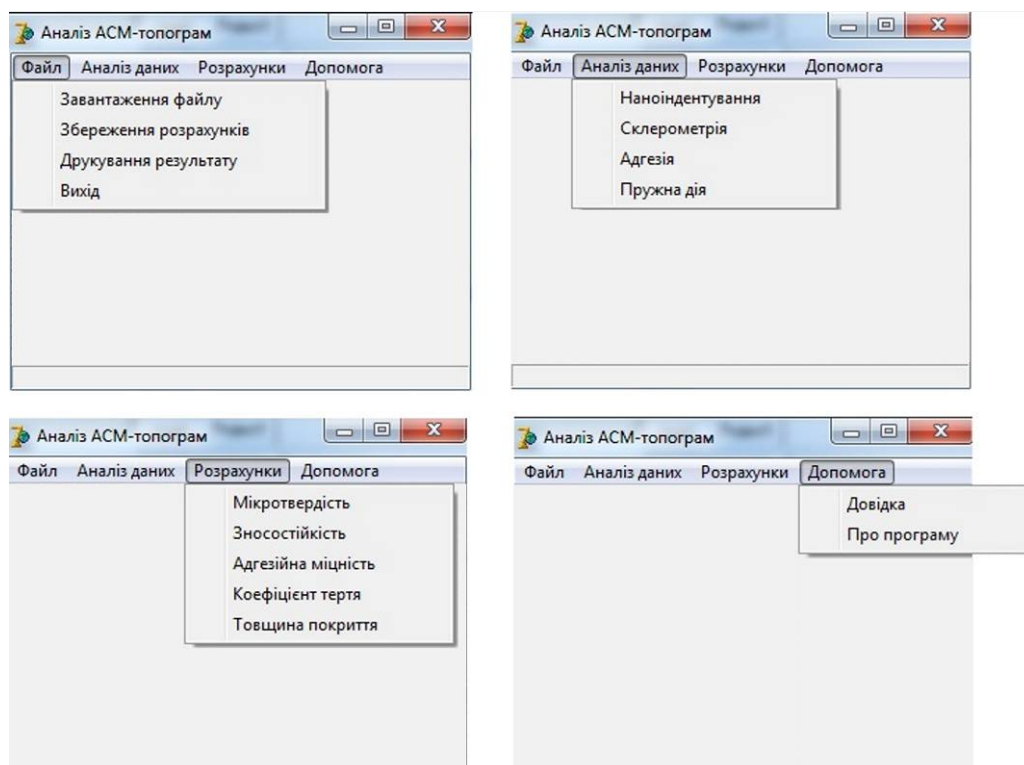 Аналіз АСМ-топограм
Файл Аналіз даних Розрахунки Допомога
Завантаження файлу
Збереження розрахунків
Друкування результату
Вихід
Аналіз АСМ-топограм
Файл Аналіз даних Розрахунки Допомога
Наноіндентування
Склерометрія
Адгезія
Пружна дія
Аналіз АСМ-топограм
Файл Аналіз даних Розрахунки Допомога
Мікротвердість
Зносостійкість
Адгезійна міцність
Коефіцієнт тертя
Товщина покриття
Аналіз АСМ-топограм
Файл Аналіз даних Розрахунки Допомога
Довідка
Про програму